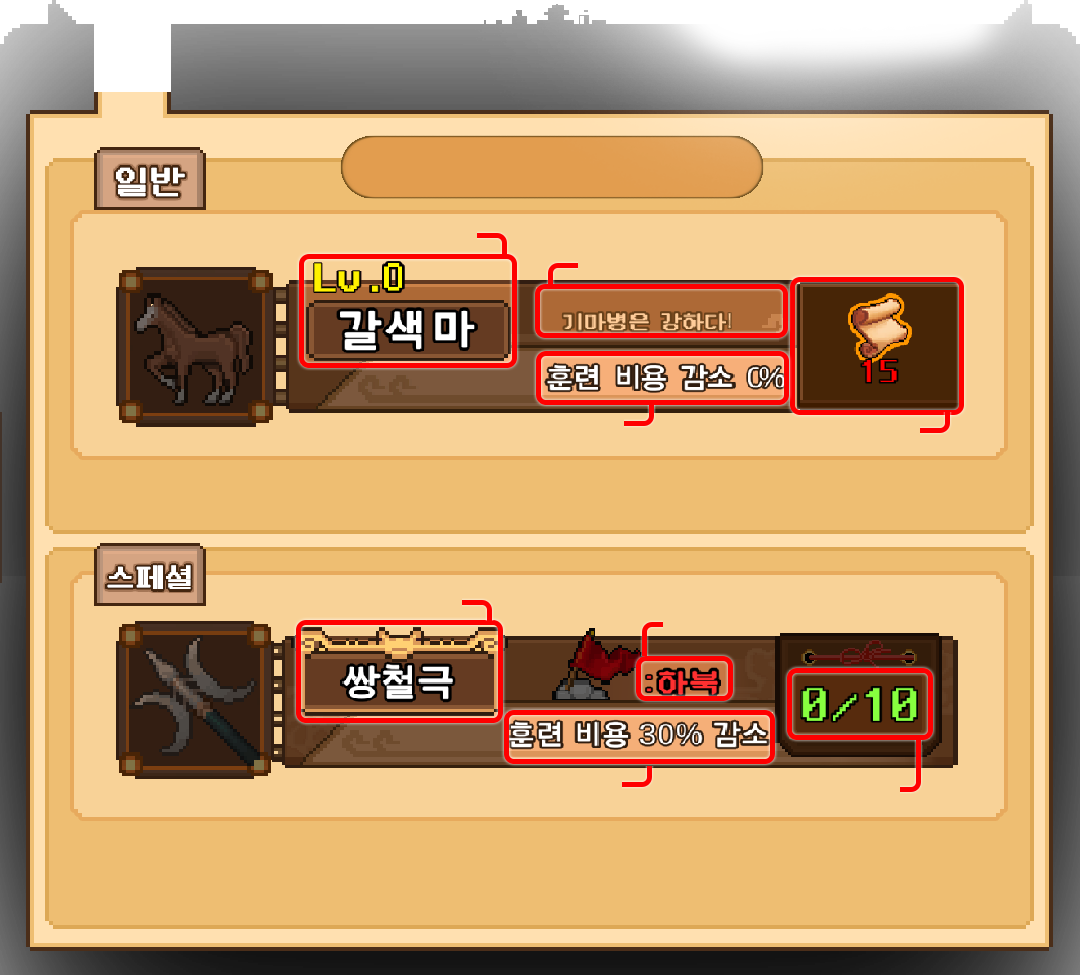 일반
Lv.0
갈색마
기마병은 강하다!
훈련 비용 감소 0%
15
스페셜
쌍철극
:하북
0/10
훈련 비용 30% 감소